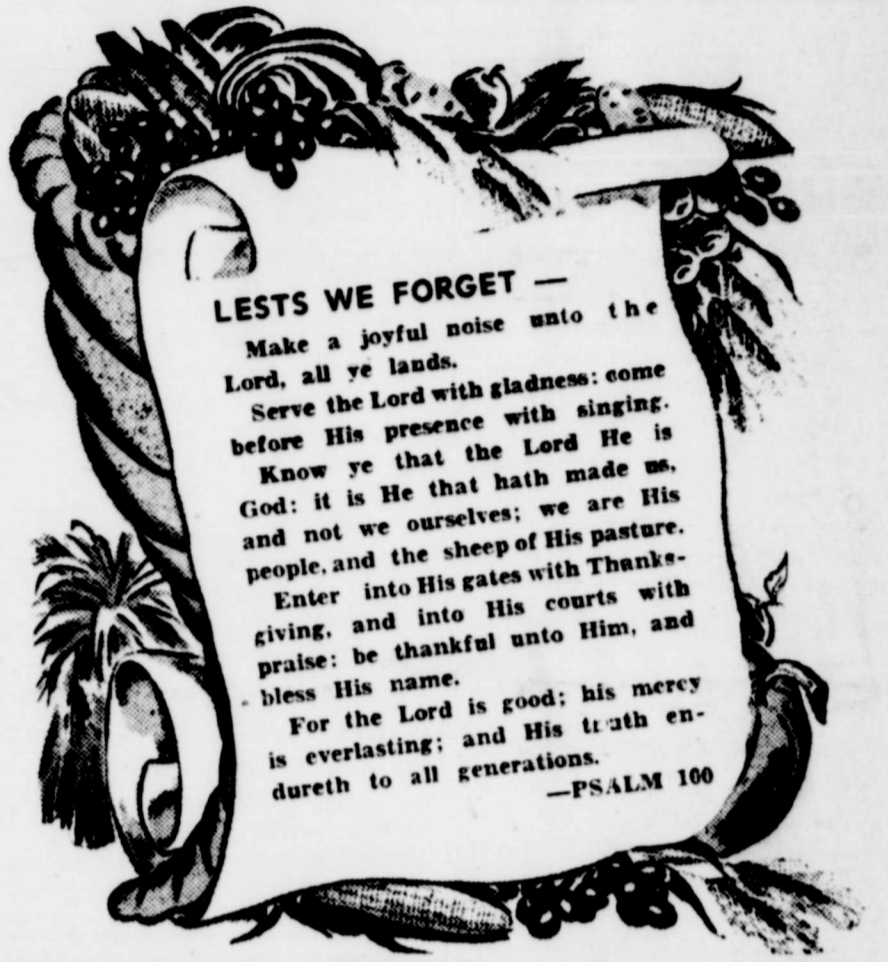 LESTS WE FORGET —
Make a joyful noise unto the
Lord, all ye lands.
Serve the Lord with gladness: come
before His presence with singing.
Know ye that the Lord He is
God: it is He that hath made us,
and not we ourselves; we are His
people, and the sheep of His pasture.
Enter into His gates with Thanks-
giving, and into His courts with
praise: be thankful unto Him, and
bless His name.
For the Lord is good; his mercy
is everlasting; and His truth en-
dureth to all generations.
—PSALM 100